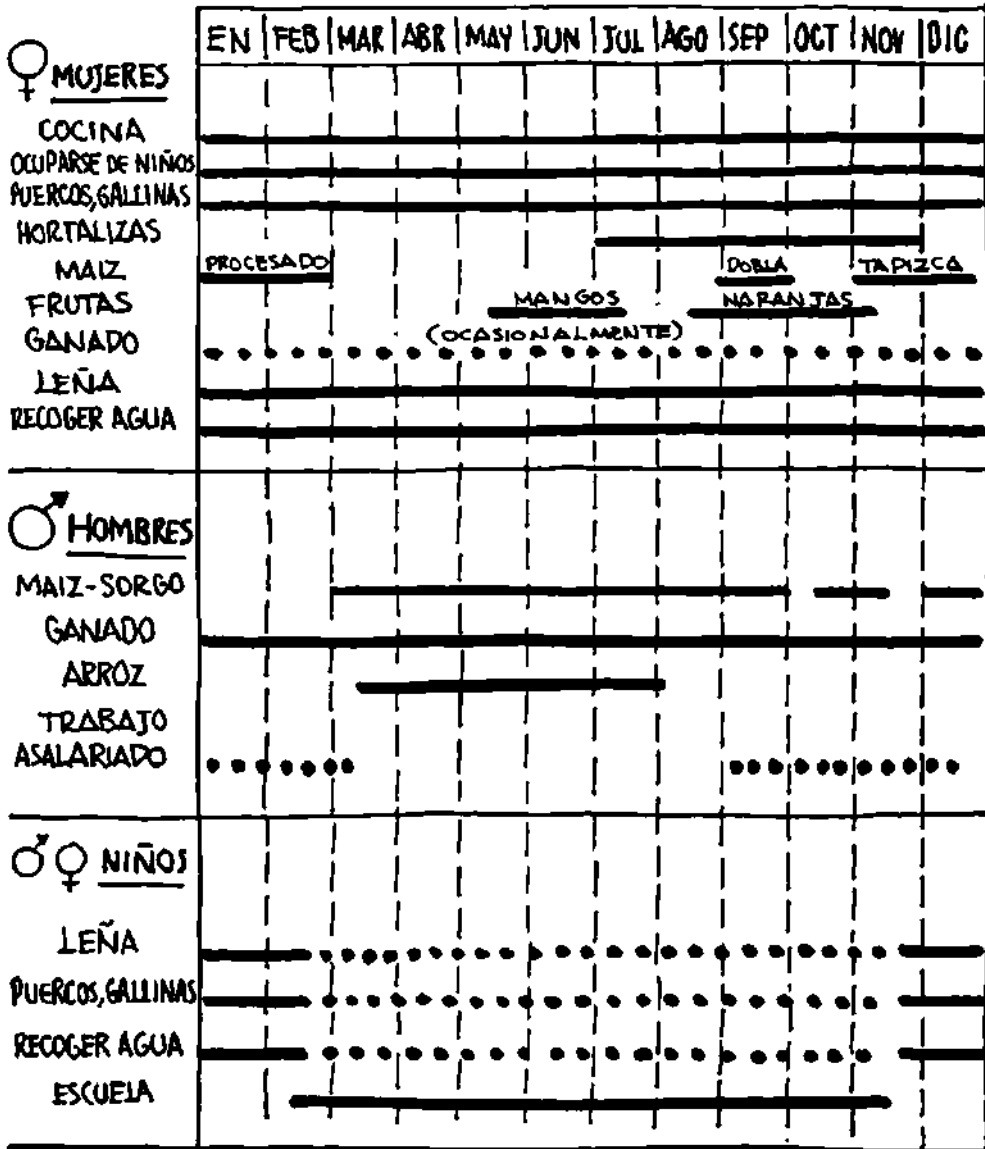 EN FEB MAR ABR MAY JUN JUL AGO SEP OCT NOV DIC
♀ MUJERES
COCINA
OCUPARSE DE NIÑOS
PUERCOS, GALLINAS
HORTALIZAS
MAIZ PROCESADO DOBLA TAPIZCA
FRUTAS MANGOS NARANJAS
GANADO (OCASIONALMENTE)
LEÑA
RECOGER AGUA
♂ HOMBRES
MAIZ-SORGO
GANADO
ARROZ
TRABAJO
ASALARIADO
♂♀ NIÑOS
LEÑA
PUERCOS, GALLINAS
RECOGER AGUA
ESCUELA